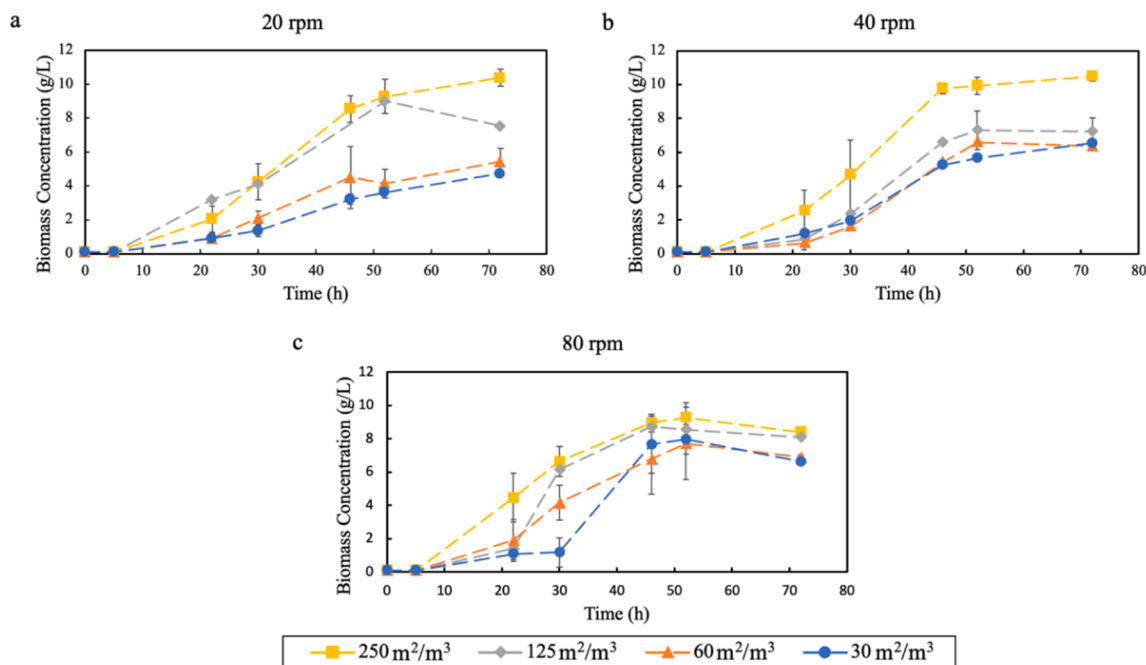 a
20 rpm
Biomass Concentration (g/L)
12
10
8
6
4
2
0
0 10 20 30 40 50 60 70 80
Time (h)
b
40 rpm
Biomass Concentration (g/L)
12
10
8
6
4
2
0
0 10 20 30 40 50 60 70 80
Time (h)
c
80 rpm
Biomass Concentration (g/L)
12
10
8
6
4
2
0
0 10 20 30 40 50 60 70 80
Time (h)
250 m²/m³ 125 m²/m³ 60 m²/m³ 30 m²/m³